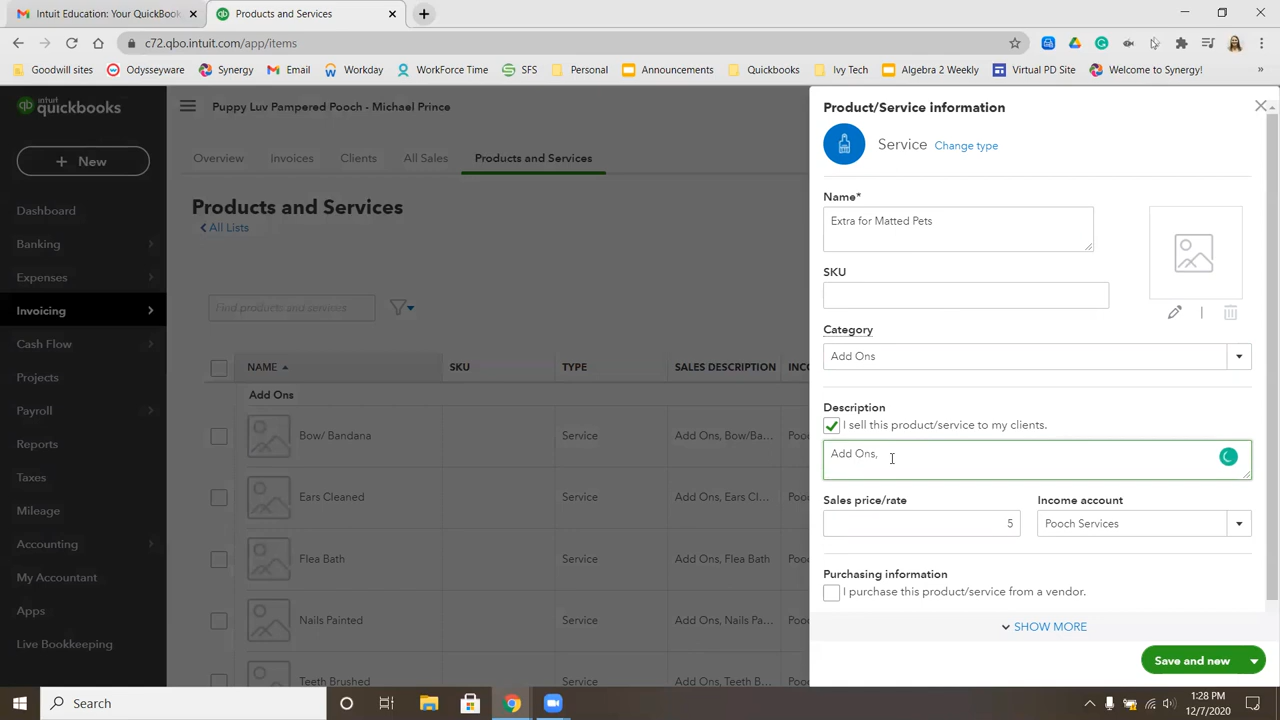 Intuit Education: Your QuickBook
Products and Services
c72.qbo.intuit.com/app/items
Goodwill sites
Odysseyware
Synergy
Email
Workday
WorkForce Time
SFS
Personal
Announcements
Quickbooks
Ivy Tech
Algebra 2 Weekly
Virtual PD Site
Welcome to Synergy!
»
intuit
quickbooks
Puppy Luv Pampered Pooch - Michael Prince
+ New
Dashboard
Banking
Expenses
Invoicing
Cash Flow
Projects
Payroll
Reports
Taxes
Mileage
Accounting
My Accountant
Apps
Live Bookkeeping
Overview
Invoices
Clients
All Sales
Products and Services
Products and Services
All Lists
Find products and services
NAME
SKU
TYPE
SALES DESCRIPTION
INC
Add Ons
Bow/ Bandana
Service
Add Ons, Bow/Ba...
Pooc
Ears Cleaned
Service
Add Ons, Ears Cl...
Pooc
Flea Bath
Service
Add Ons, Flea Bath
Pooc
Nails Painted
Service
Add Ons, Nails Pa...
Pooc
Teeth Brushed
Service
Add Ons, Teeth B...
Pooc
Product/Service information
Service
Change type
Name*
Extra for Matted Pets
SKU
Category
Add Ons
Description
I sell this product/service to my clients.
Add Ons,
Sales price/rate
5
Income account
Pooch Services
Purchasing information
I purchase this product/service from a vendor.
SHOW MORE
Save and new
Search
1:28 PM
12/7/2020